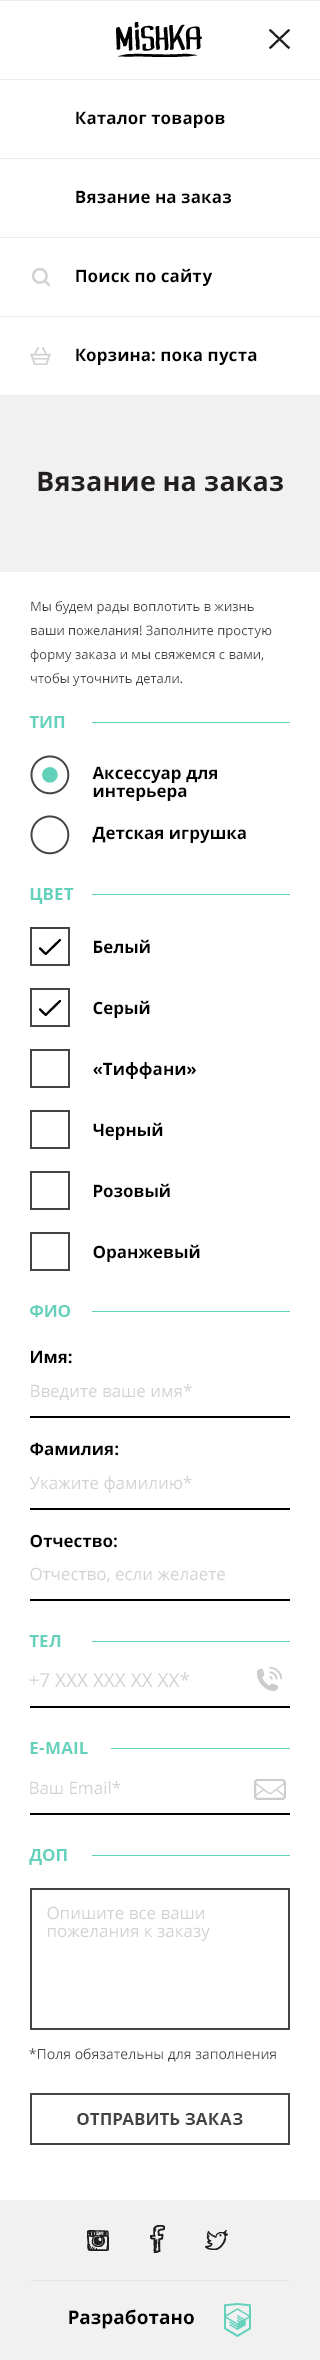 MiSHKA
Каталог товаров
Вязание на заказ
Поиск по сайту
Корзина: пока пуста
Вязание на заказ
Мы будем рады воплотить в жизнь
ваши пожелания! Заполните простую
форму заказа и мы свяжемся с вами,
чтобы уточнить детали.
ТИП
Аксессуар для
интерьера
Детская игрушка
ЦВЕТ
Белый
Серый
«Тиффани»
Черный
Розовый
Оранжевый
ФИО
Имя:
Введите ваше имя*
Фамилия:
Укажите фамилию*
Отчество:
Отчество, если желаете
ТЕЛ
+7 XXX XXX XX XX*
E-MAIL
Ваш Email*
ДОП
Опишите все ваши
пожелания к заказу
*Поля обязательны для заполнения
ОТПРАВИТЬ ЗАКАЗ
Разработано